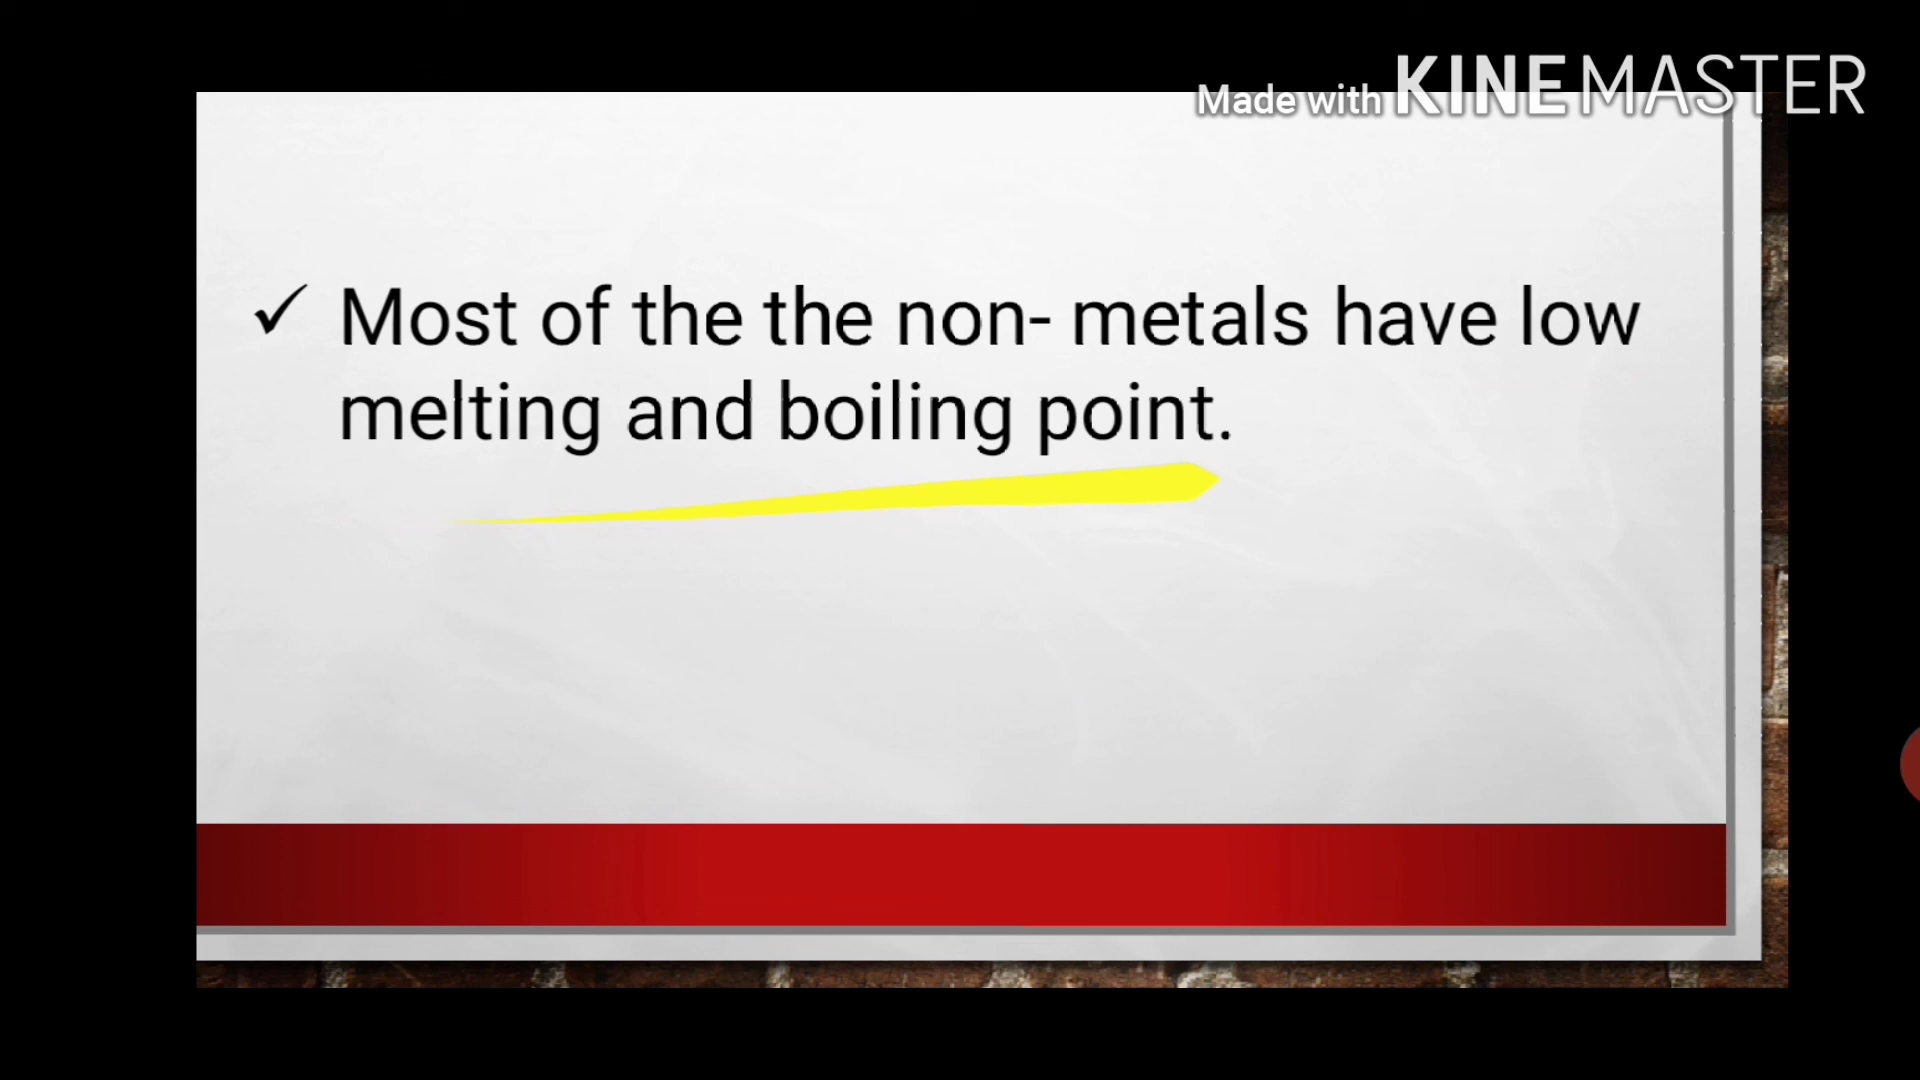 Made with KINEMASTER
✓ Most of the the non- metals have low
melting and boiling point.